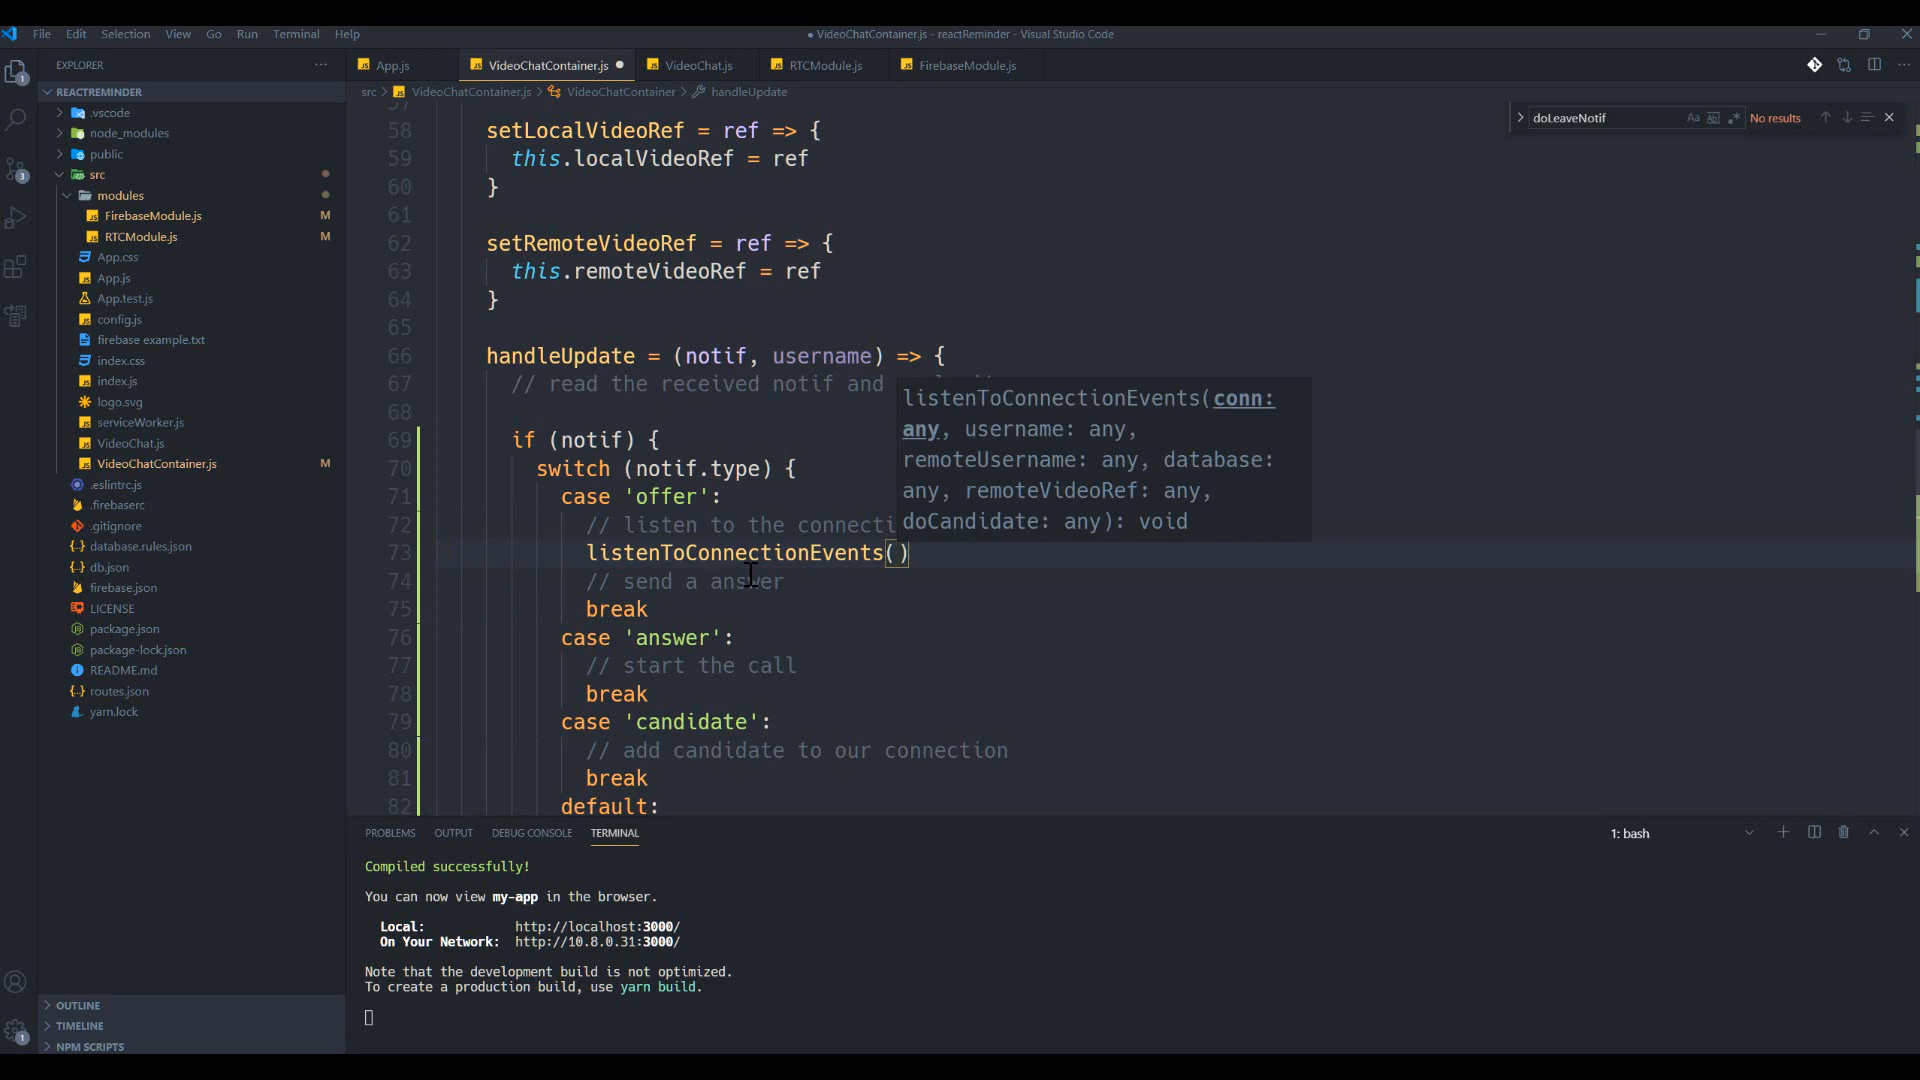 File Edit Selection View Go Run Terminal Help
● VideoChatContainer.js - reactReminder - Visual Studio Code
EXPLORER
App.js
VideoChatContainer.js
VideoChat.js
RTCModule.js
FirebaseModule.js
REACTREMINDER
src > VideoChatContainer.js > VideoChatContainer > handleUpdate
doLeaveNotif
No results
.vscode
node_modules
public
src
modules
FirebaseModule.js M
RTCModule.js M
App.css
App.js
App.test.js
config.js
firebase example.txt
index.css
index.js
logo.svg
serviceWorker.js
VideoChat.js
VideoChatContainer.js M
.eslintrc.js
.firebaserc
.gitignore
database.rules.json
db.json
firebase.json
LICENSE
package.json
package-lock.json
README.md
routes.json
yarn.lock
OUTLINE
TIMELINE
NPM SCRIPTS
57
58 setLocalVideoRef = ref => {
59 this.localVideoRef = ref
60 }
61
62 setRemoteVideoRef = ref => {
63 this.remoteVideoRef = ref
64 }
65
66 handleUpdate = (notif, username) => {
67 // read the received notif and
68
69 if (notif) {
70 switch (notif.type) {
71 case 'offer':
72 // listen to the connecti
73 listenToConnectionEvents()
74 // send a answer
75 break
76 case 'answer':
77 // start the call
78 break
79 case 'candidate':
80 // add candidate to our connection
81 break
82 default:
listenToConnectionEvents(conn:
any, username: any,
remoteUsername: any, database:
any, remoteVideoRef: any,
doCandidate: any): void
PROBLEMS OUTPUT DEBUG CONSOLE TERMINAL
1: bash
Compiled successfully!
You can now view my-app in the browser.
Local: http://localhost:3000/
On Your Network: http://10.8.0.31:3000/
Note that the development build is not optimized.
To create a production build, use yarn build.